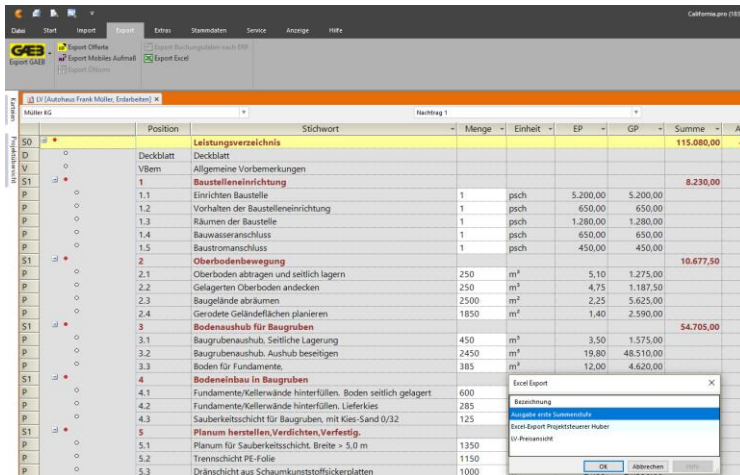 California.pro (10.
Datei Start Import Export Extras Stammdaten Service Anzeige Hilfe
GAEB
Export GAEB
Export Offerte
Export Mobiles Aufmaß
Export Buchungsdaten nach ERP
Export Excel
Karteien
Projektübersicht
LV [Autohaus Frank Müller, Erdarbeiten] ×
Müller KG Nachtrag 1
Position Stichwort Menge Einheit EP GP Summe A
S0 Leistungsverzeichnis 115.080,00
D Deckblatt Deckblatt
V VBem Allgemeine Vorbemerkungen
S1 1 Baustelleneinrichtung 8.230,00
P 1.1 Einrichten Baustelle 1 psch 5.200,00 5.200,00
P 1.2 Vorhalten der Baustelleneinrichtung 1 psch 650,00 650,00
P 1.3 Räumen der Baustelle 1 psch 1.280,00 1.280,00
P 1.4 Bauwasseranschluss 1 psch 650,00 650,00
P 1.5 Baustromanschluss 1 psch 450,00 450,00
S1 2 Oberbodenbewegung 10.677,50
P 2.1 Oberboden abtragen und seitlich lagern 250 m³ 5,10 1.275,00
P 2.2 Gelagerten Oberboden andecken 250 m³ 4,75 1.187,50
P 2.3 Baugelände abräumen 2500 m² 2,25 5.625,00
P 2.4 Gerodete Geländeflächen planieren 1850 m² 1,40 2.590,00
S1 3 Bodenaushub für Baugruben 54.705,00
P 3.1 Baugrubenaushub, Seitliche Lagerung 450 m³ 3,50 1.575,00
P 3.2 Baugrubenaushub. Aushub beseitigen 2450 m³ 19,80 48.510,00
P 3.3 Boden für Fundamente, 385 m³ 12,00 4.620,00
S1 4 Bodeneinbau in Baugruben
P 4.1 Fundamente/Kellerwände hinterfüllen. Boden seitlich gelagert 600
P 4.2 Fundamente/Kellerwände hinterfüllen. Lieferkies 285
P 4.3 Sauberkeitsschicht für Baugruben, mit Kies-Sand 0/32 125
S1 5 Planum herstellen,Verdichten,Verfestig.
P 5.1 Planum für Sauberkeitsschicht. Breite > 5,0 m 1350
P 5.2 Trennschicht PE-Folie 1150
P 5.3 Dränschicht aus Schaumkunststoffsickerplatten 1000
Excel Export ×
Bezeichnung
Ausgabe erste Summenstufe
Excel-Export Projektsteuerer Huber
LV-Preisansicht
OK Abbrechen Hilfe